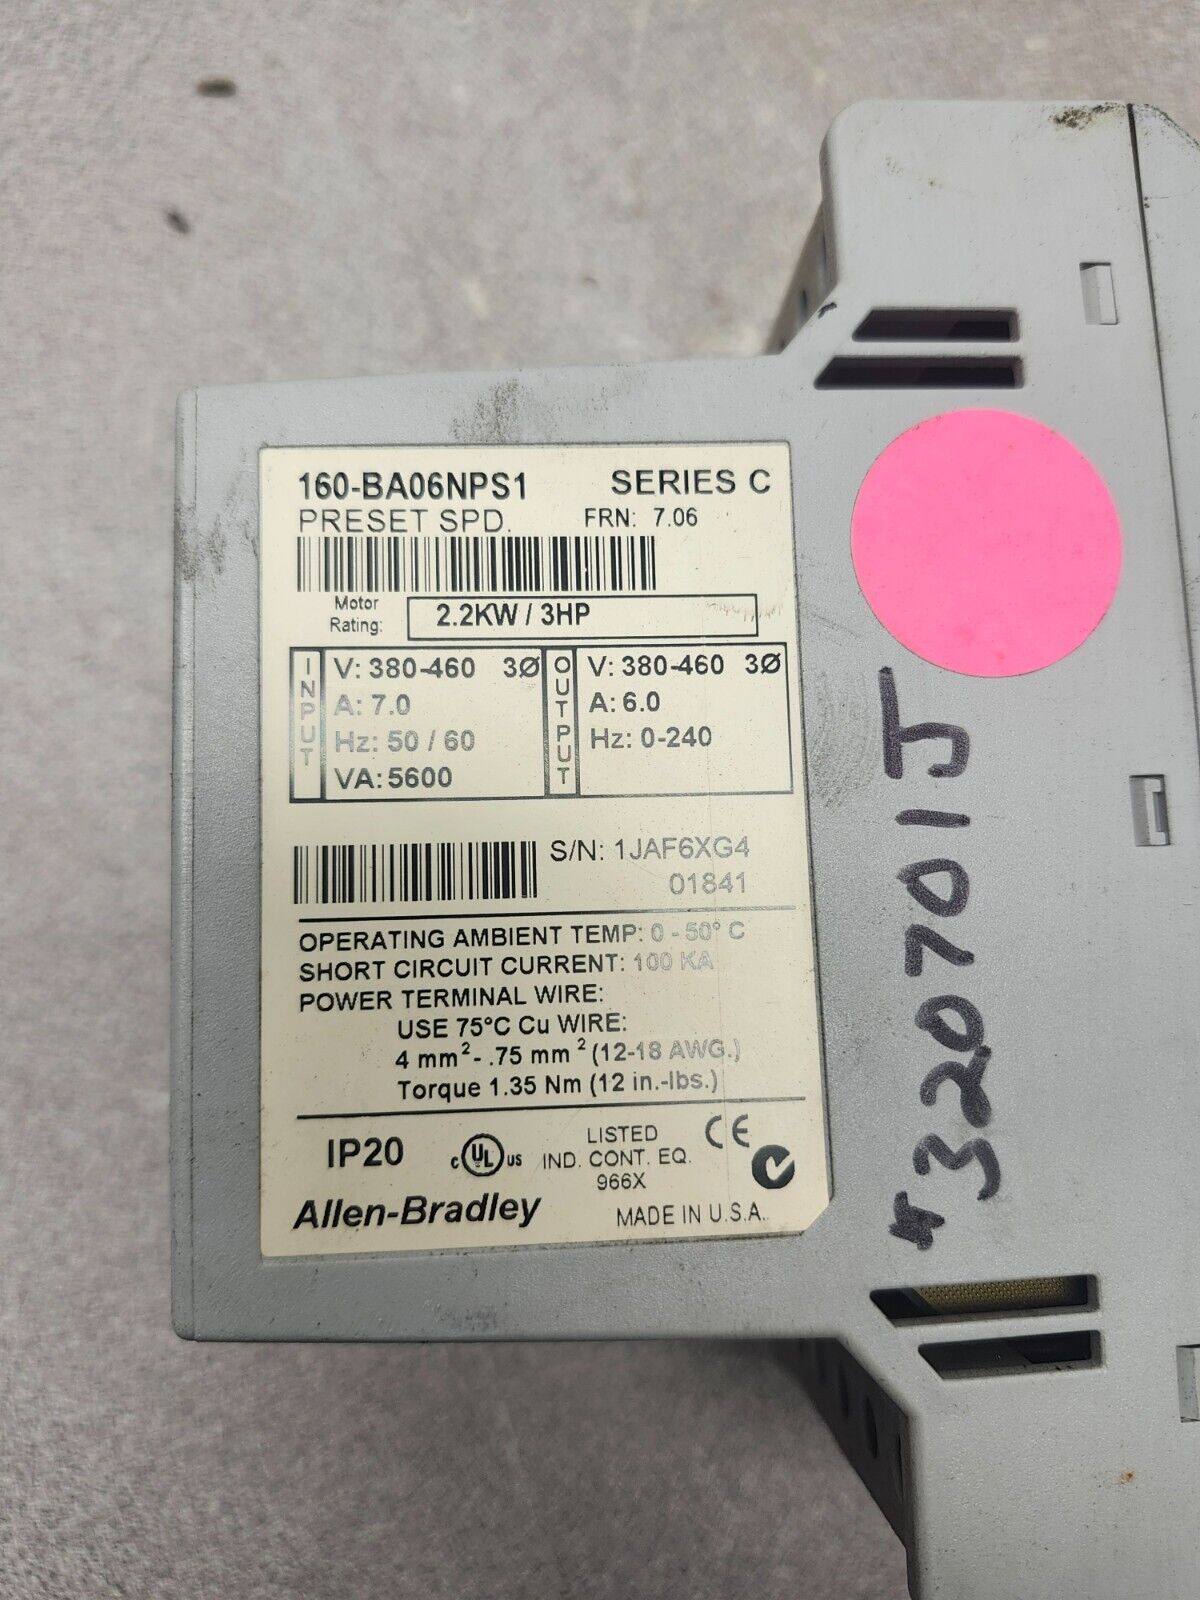 160-BA06NPS1 SERIES C
PRESET SPD. FRN: 7.06
Motor
Rating: 2.2KW / 3HP
INPUT
V: 380-460 3Ø
A: 7.0
Hz: 50 / 60
VA: 5600
OUTPUT
V: 380-460 3Ø
A: 6.0
Hz: 0-240
S/N: 1JAF6XG4
01841
OPERATING AMBIENT TEMP: 0 - 50° C
SHORT CIRCUIT CURRENT: 100 KA
POWER TERMINAL WIRE:
USE 75°C Cu WIRE:
4 mm² - .75 mm² (12-18 AWG.)
Torque 1.35 Nm (12 in.-lbs.)
IP20
c UL us
LISTED
IND. CONT. EQ.
966X
CE
Allen-Bradley
MADE IN U.S.A.
320701J